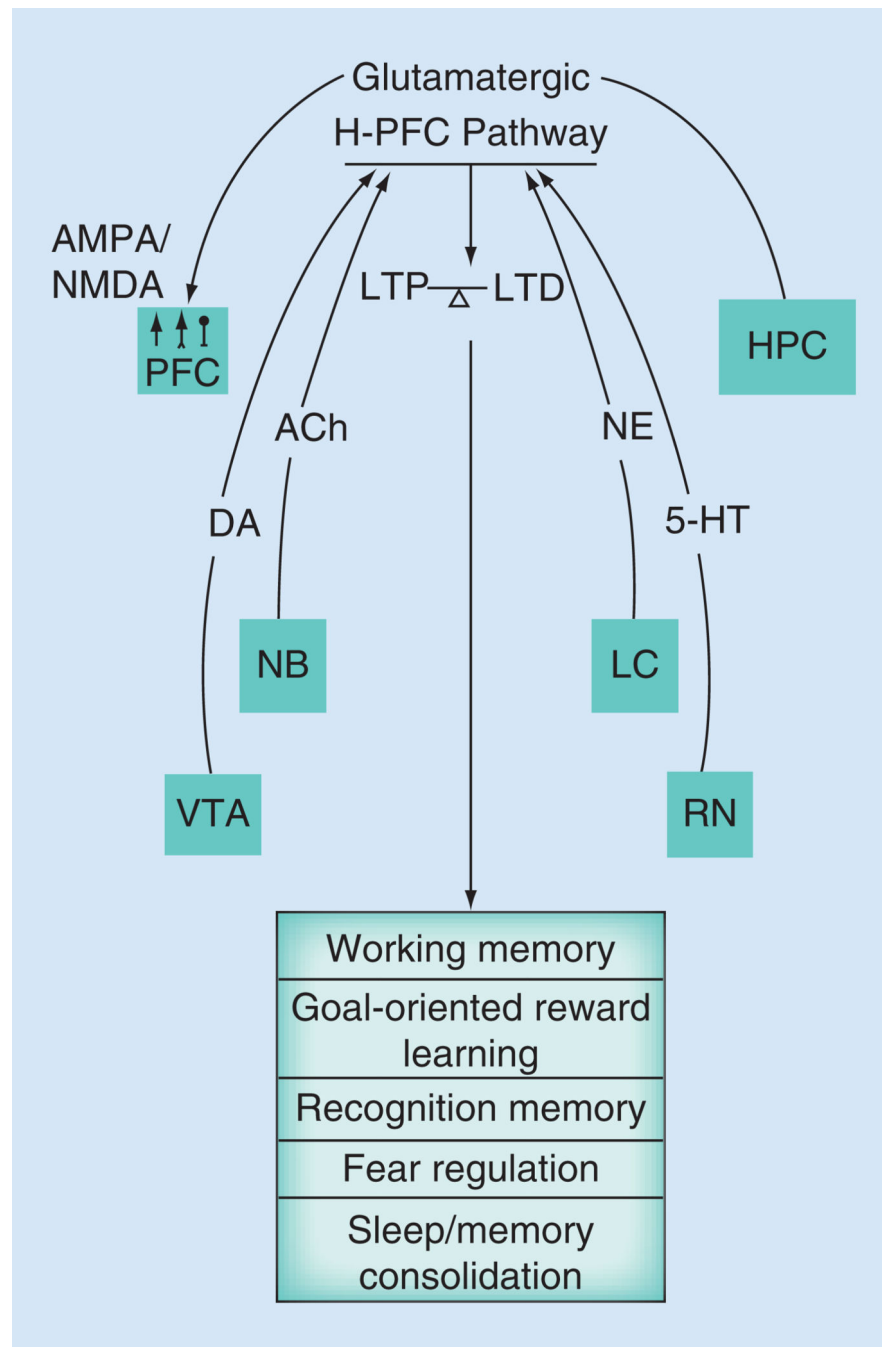 Glutamatergic
H-PFC Pathway
AMPA/
NMDA
PFC
LTP
LTD
HPC
ACh
NE
DA
5-HT
NB
LC
VTA
RN
Working memory
Goal-oriented reward
learning
Recognition memory
Fear regulation
Sleep/memory
consolidation